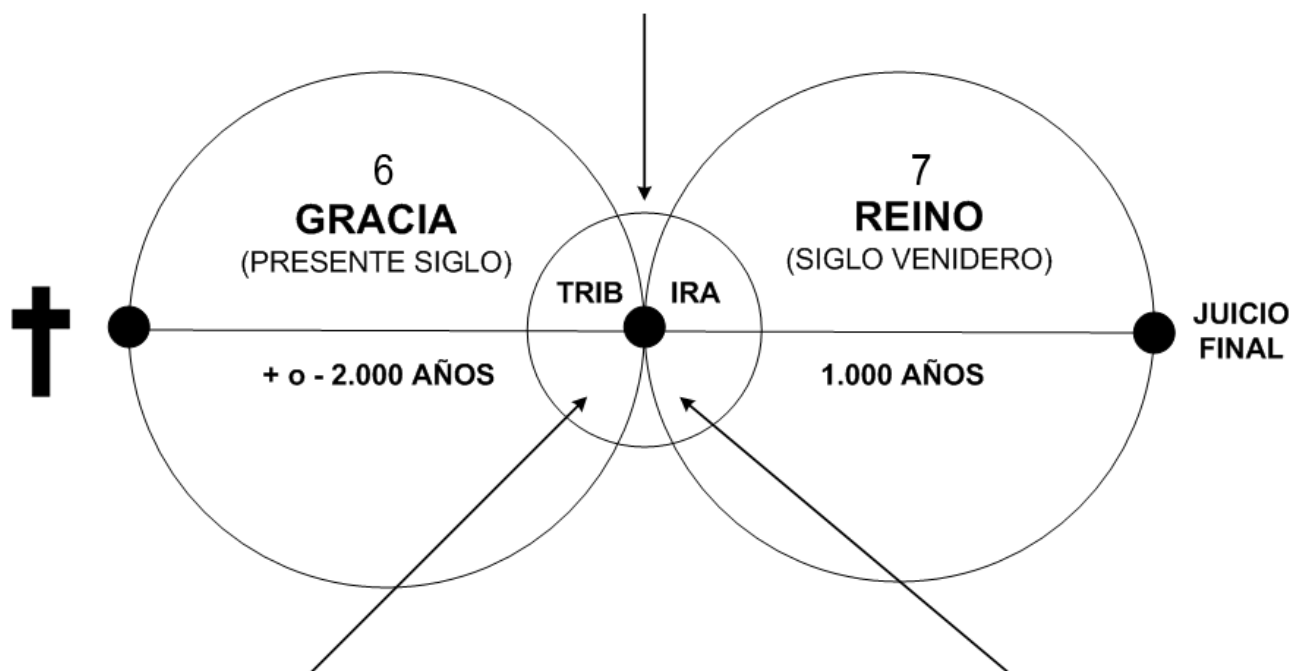 6
GRACIA
(PRESENTE SIGLO)
7
REINO
(SIGLO VENIDERO)
TRIB
IRA
JUICIO
FINAL
+ o - 2.000 AÑOS
1.000 AÑOS